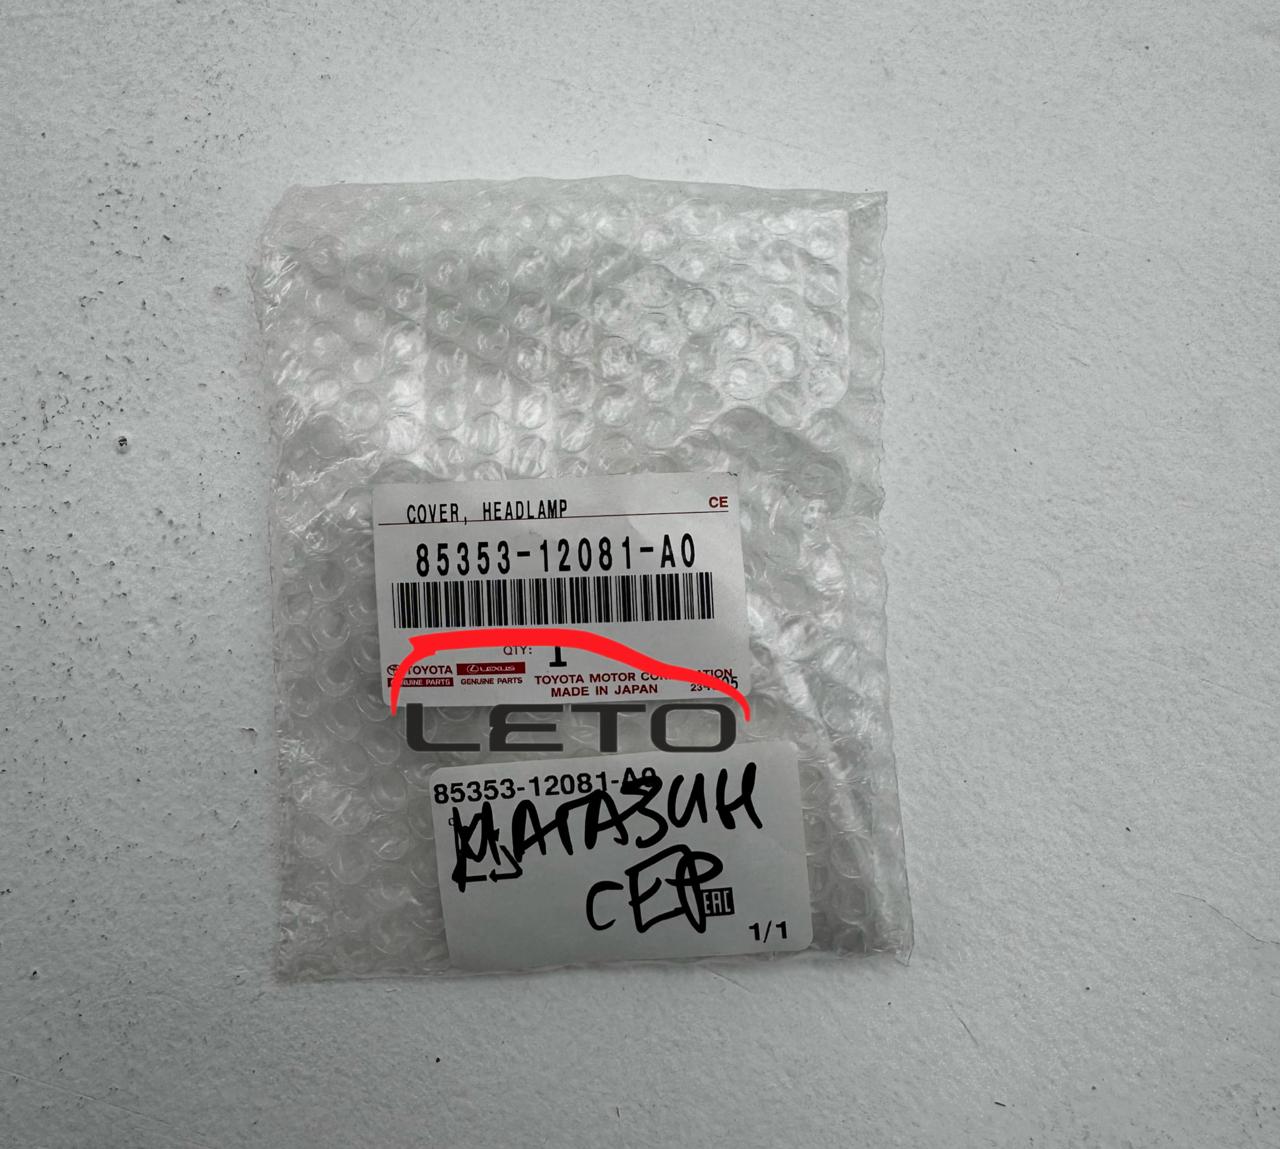 COVER, HEADLAMP CE
85353-12081-A0
QTY: 1
TOYOTA LEXUS
GENUINE PARTS GENUINE PARTS
TOYOTA MOTOR
MADE IN JAPAN
LETO
85353-12081-A0
МАГАЗИН
СЕР
EAC
1/1